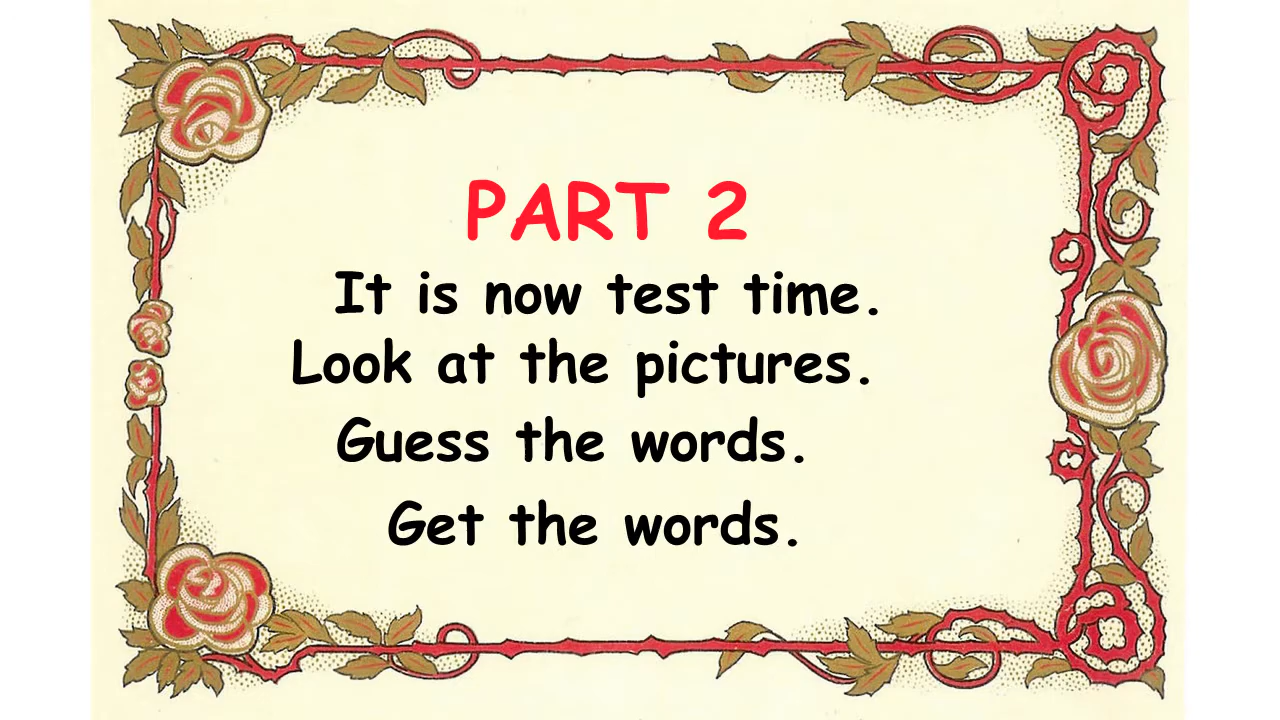 PART 2
It is now test time.
Look at the pictures.
Guess the words.
Get the words.